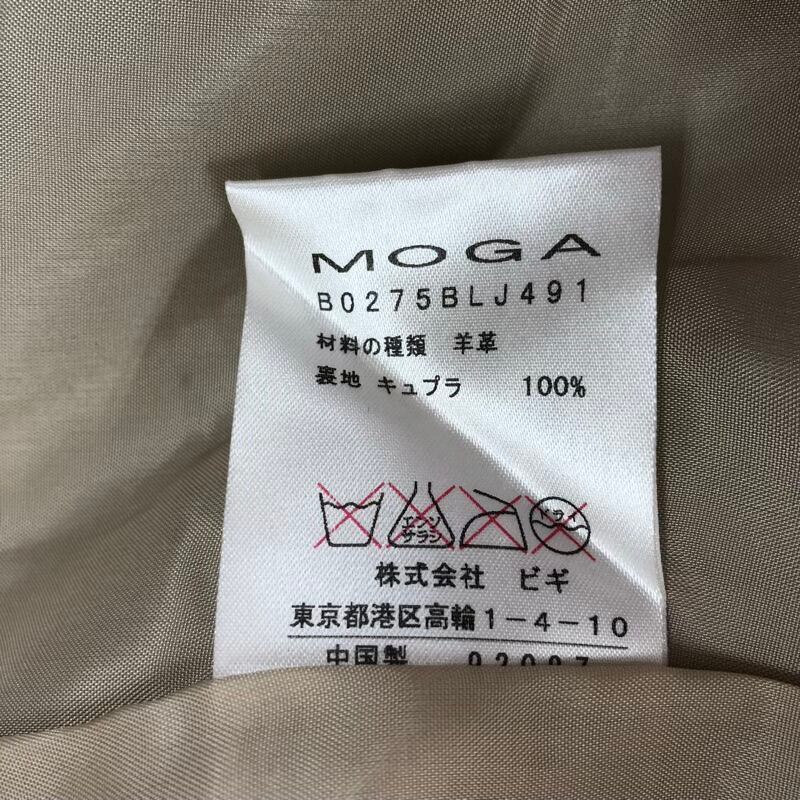 MOGA
B0275BLJ491
材料の種類 羊革
裏地 キュプラ 100%
エンソ
サラシ
ドライ
株式会社 ビギ
東京都港区高輪1-4-10
中国製